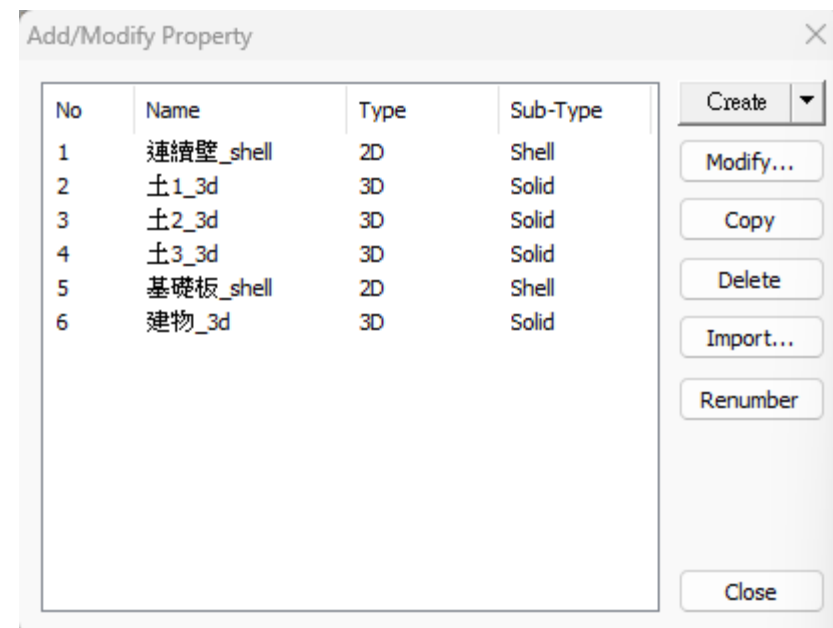 Add/Modify Property
No Name Type Sub-Type
1 連續壁_shell 2D Shell
2 土1_3d 3D Solid
3 土2_3d 3D Solid
4 土3_3d 3D Solid
5 基礎板_shell 2D Shell
6 建物_3d 3D Solid
Create
Modify...
Copy
Delete
Import...
Renumber
Close